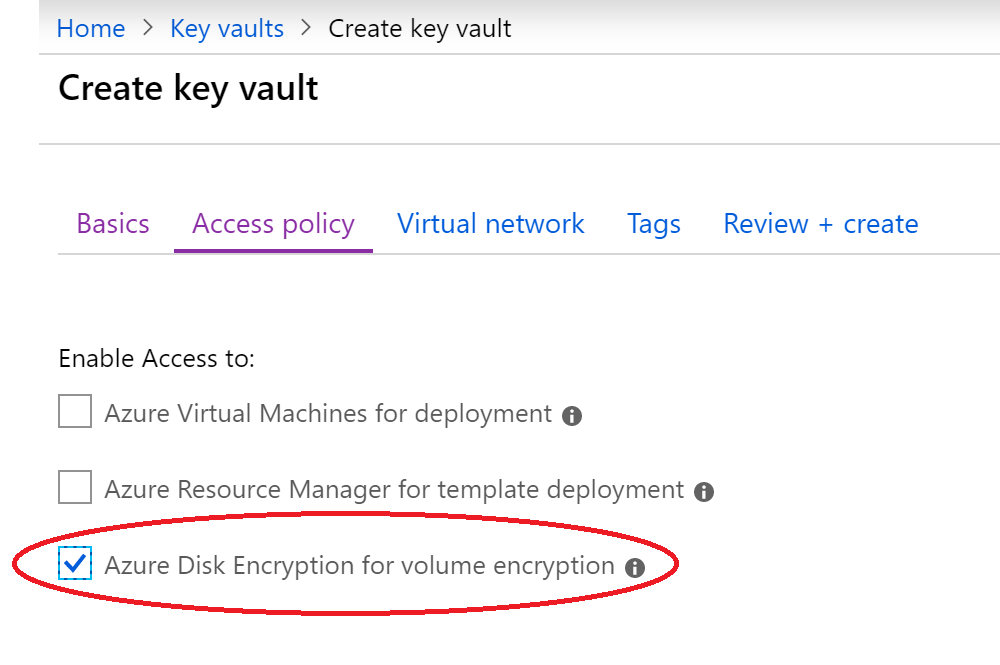 Home > Key vaults > Create key vault
Create key vault
Basics Access policy Virtual network Tags Review + create
Enable Access to:
Azure Virtual Machines for deployment
Azure Resource Manager for template deployment
Azure Disk Encryption for volume encryption